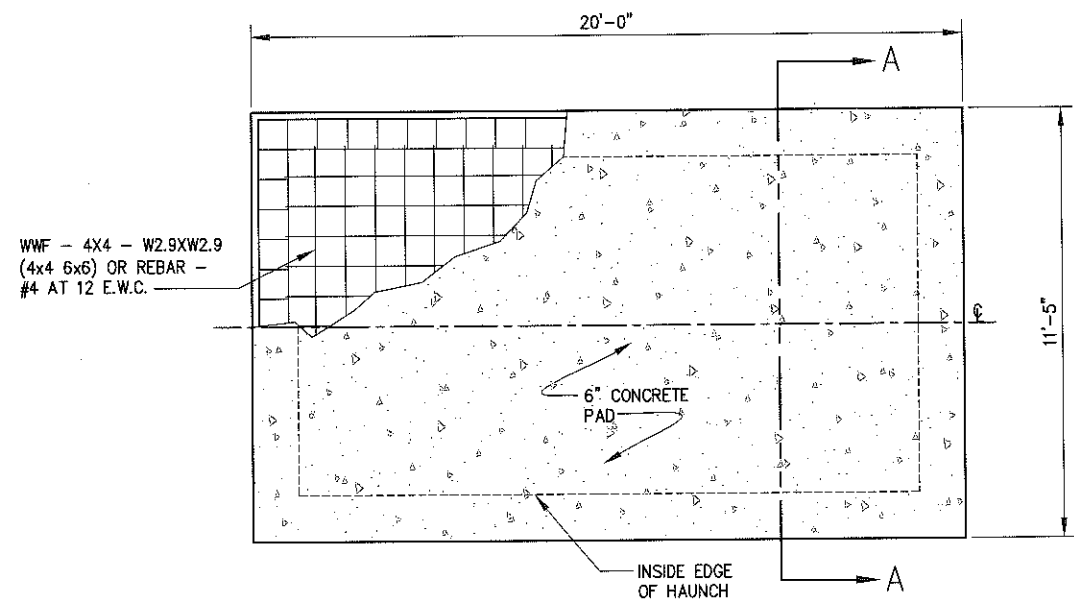 20'-0"
A
WWF - 4X4 - W2.9XW2.9
(4x4 6x6) OR REBAR -
#4 AT 12 E.W.C.
℄
11'-5"
6" CONCRETE
PAD
INSIDE EDGE
OF HAUNCH
A